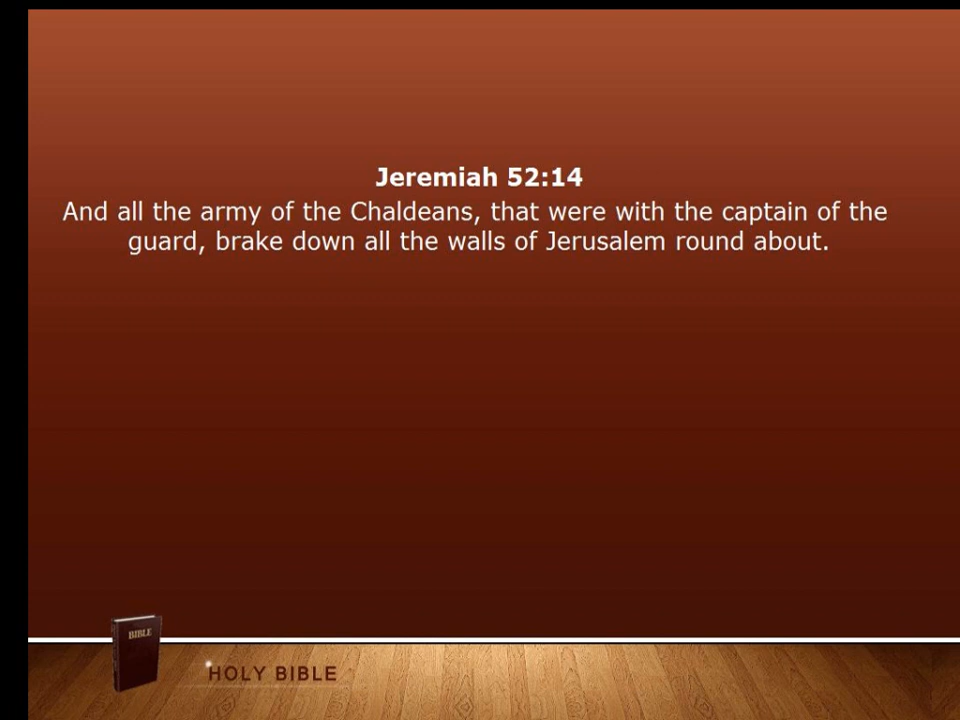 Jeremiah 52:14
And all the army of the Chaldeans, that were with the captain of the
guard, brake down all the walls of Jerusalem round about.
BIBLE
HOLY BIBLE